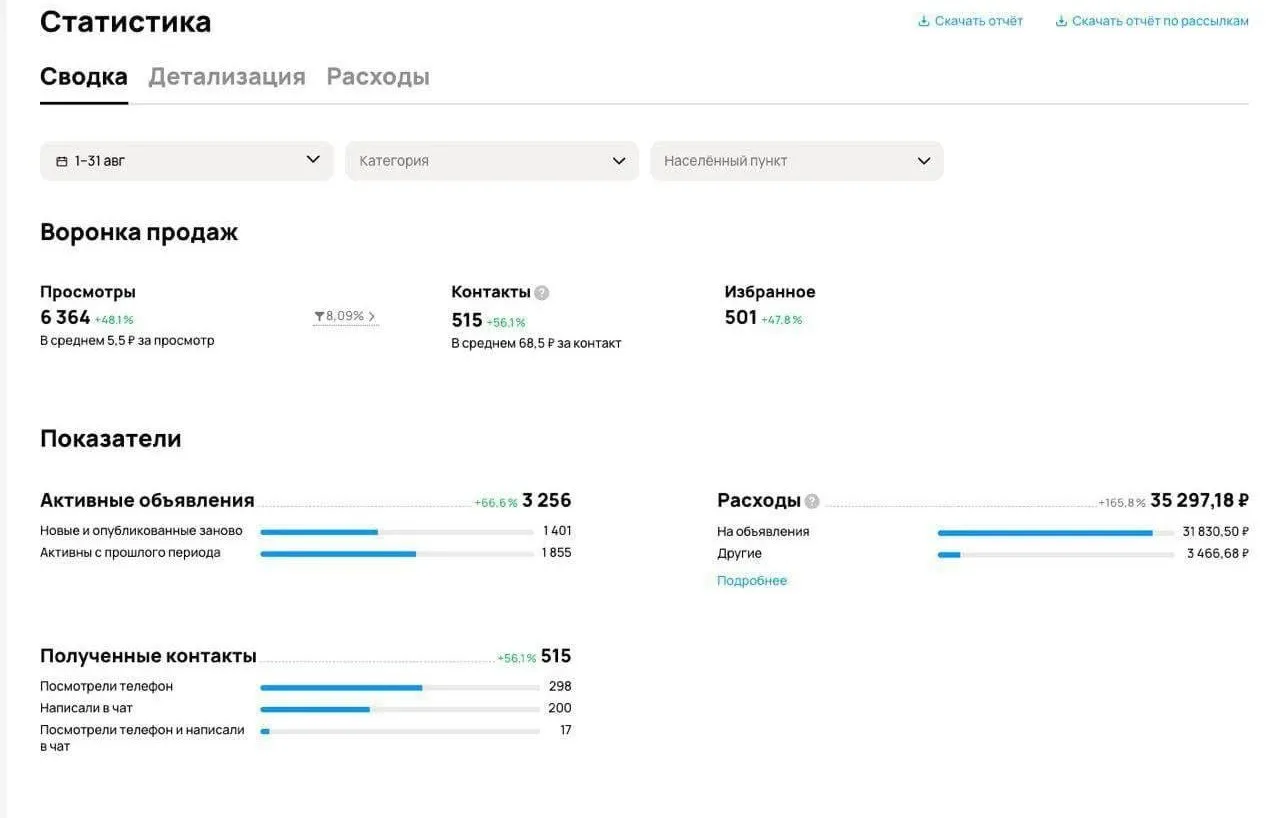 Статистика
Скачать отчёт
Скачать отчёт по рассылкам
Сводка
Детализация
Расходы
1–31 авг
Категория
Населённый пункт
Воронка продаж
Просмотры
6 364 +48.1%
В среднем 5,5 ₽ за просмотр
8,09%
Контакты
515 +56.1%
В среднем 68,5 ₽ за контакт
Избранное
501 +47.8%
Показатели
Активные объявления +66.6% 3 256
Новые и опубликованные заново 1 401
Активны с прошлого периода 1 855
Расходы +165.8% 35 297,18 ₽
На объявления 31 830,50 ₽
Другие 3 466,68 ₽
Подробнее
Полученные контакты +56.1% 515
Посмотрели телефон 298
Написали в чат 200
Посмотрели телефон и написали 17
в чат